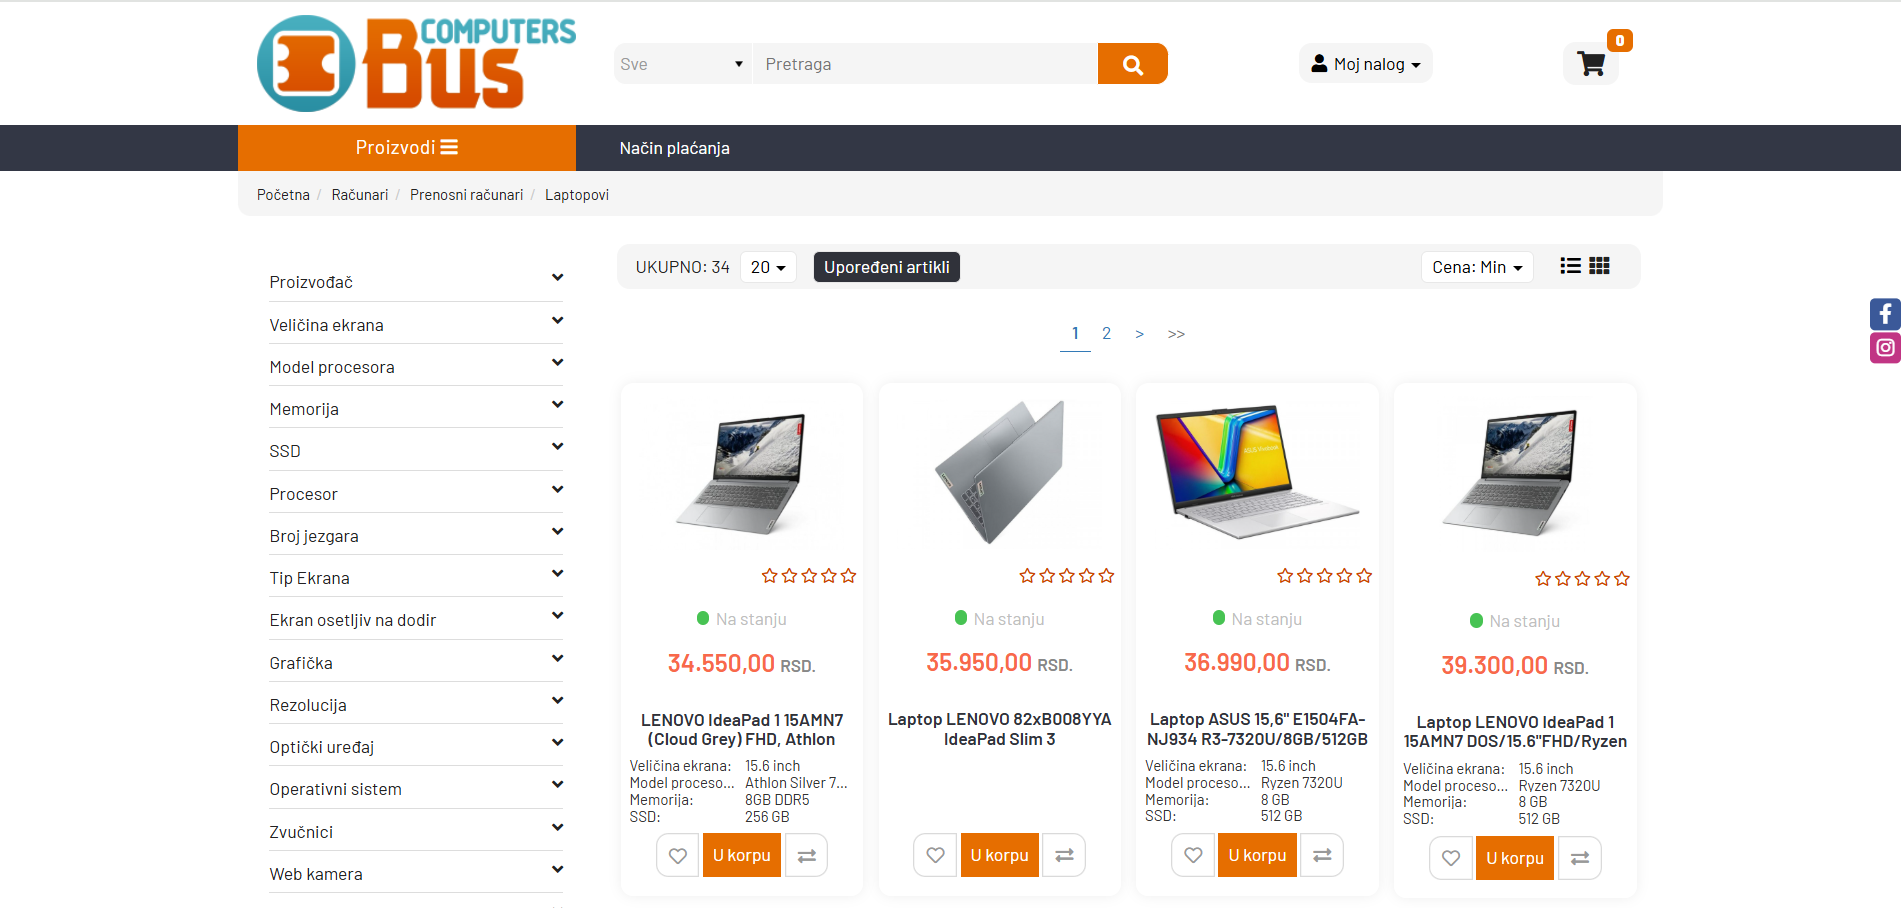 COMPUTERS
BUS
Sve
Pretraga
Moj nalog
0
Proizvodi
Način plaćanja
Početna / Računari / Prenosni računari / Laptopovi
Proizvođač
Veličina ekrana
Model procesora
Memorija
SSD
Procesor
Broj jezgara
Tip Ekrana
Ekran osetljiv na dodir
Grafička
Rezolucija
Optički uređaj
Operativni sistem
Zvučnici
Web kamera
UKUPNO: 34
20
Upoređeni artikli
Cena: Min
1 2 > >>
Na stanju
34.550,00 RSD.
LENOVO IdeaPad 1 15AMN7
(Cloud Grey) FHD, Athlon
Veličina ekrana: 15.6 inch
Model proceso... Athlon Silver 7...
Memorija: 8GB DDR5
SSD: 256 GB
U korpu
Na stanju
35.950,00 RSD.
Laptop LENOVO 82xB008YYA
IdeaPad Slim 3
U korpu
Na stanju
36.990,00 RSD.
Laptop ASUS 15,6" E1504FA-
NJ934 R3-7320U/8GB/512GB
Veličina ekrana: 15.6 inch
Model proceso... Ryzen 7320U
Memorija: 8 GB
SSD: 512 GB
U korpu
Na stanju
39.300,00 RSD.
Laptop LENOVO IdeaPad 1
15AMN7 DOS/15.6"FHD/Ryzen
Veličina ekrana: 15.6 inch
Model proceso... Ryzen 7320U
Memorija: 8 GB
SSD: 512 GB
U korpu